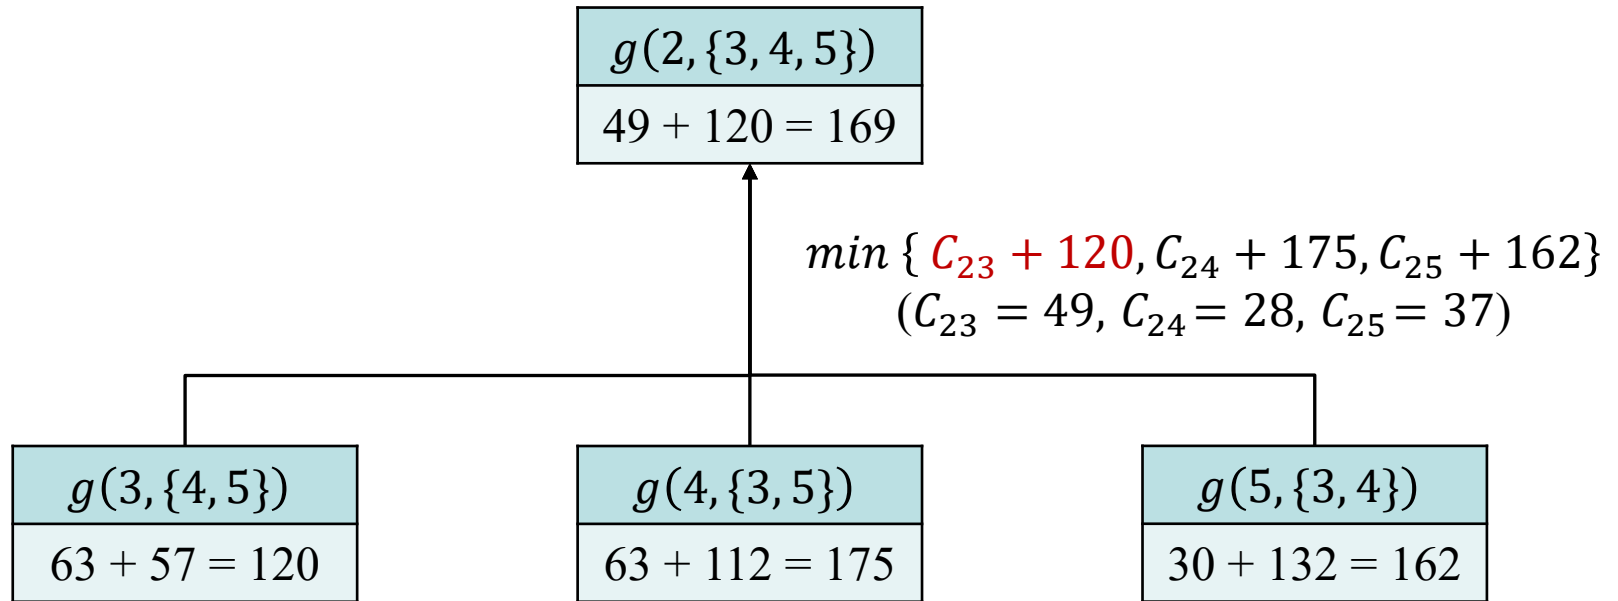 g(2, {3, 4, 5})
49 + 120 = 169
min { C₂₃ + 120, C₂₄ + 175, C₂₅ + 162}
(C₂₃ = 49, C₂₄ = 28, C₂₅ = 37)
g(3, {4, 5})
63 + 57 = 120
g(4, {3, 5})
63 + 112 = 175
g(5, {3, 4})
30 + 132 = 162